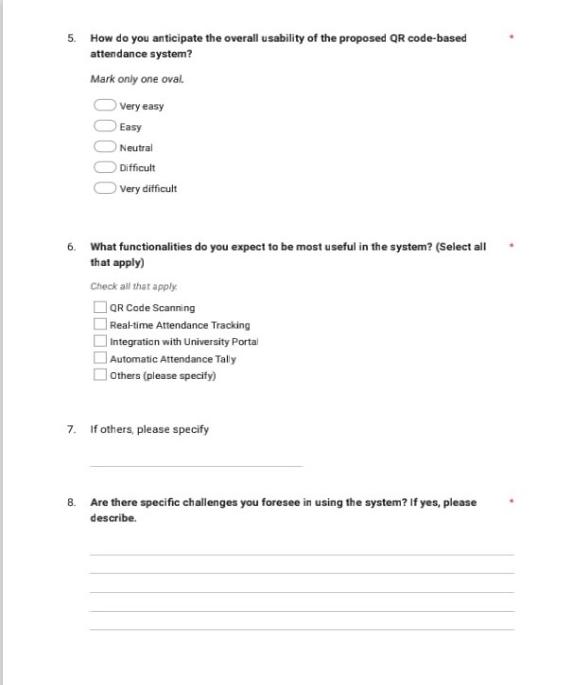 5. How do you anticipate the overall usability of the proposed QR code-based *
attendance system?
Mark only one oval.
Very easy
Easy
Neutral
Difficult
Very difficult
6. What functionalities do you expect to be most useful in the system? (Select all *
that apply)
Check all that apply.
QR Code Scanning
Real-time Attendance Tracking
Integration with University Portal
Automatic Attendance Tally
Others (please specify)
7. If others, please specify
8. Are there specific challenges you foresee in using the system? If yes, please *
describe.